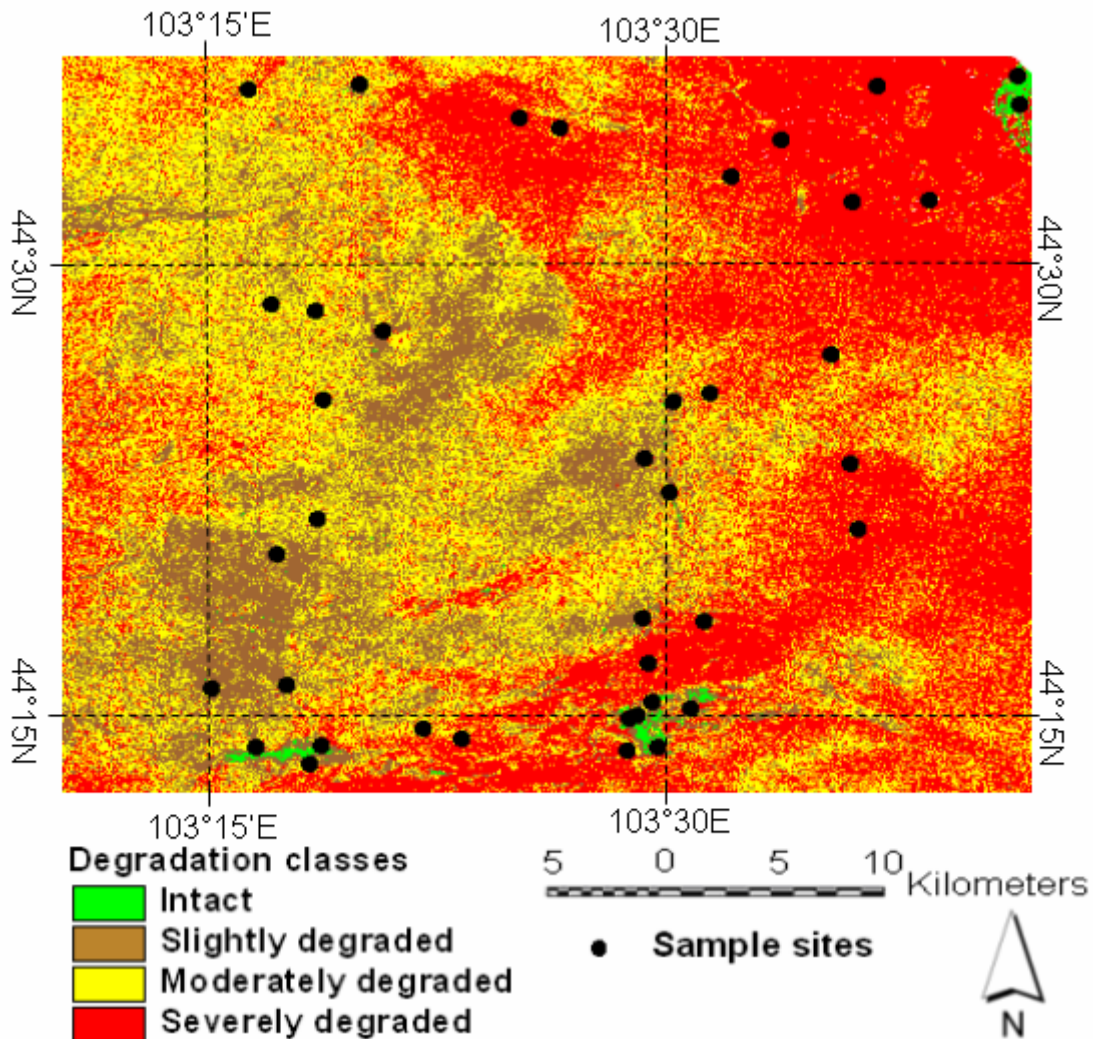 103°15'E 103°30E
44°30N 44°30N
44°15N 44°15N
103°15'E 103°30E
Degradation classes
Intact
Slightly degraded
Moderately degraded
Severely degraded
5 0 5 10
Kilometers
Sample sites
N